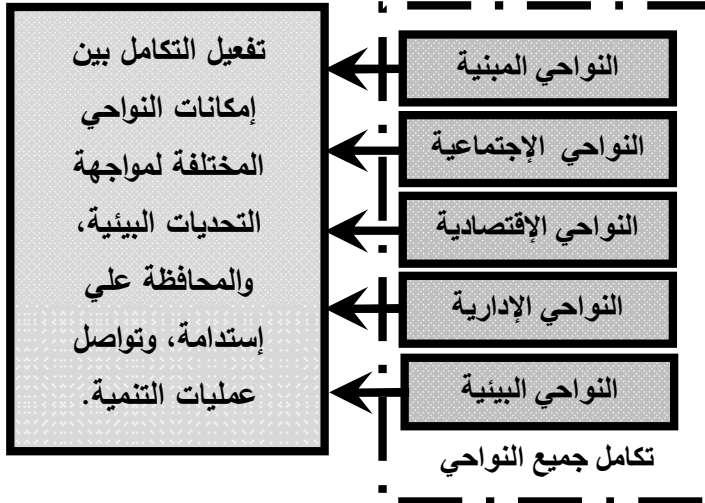 النواحي المبنية
النواحي الإجتماعية
النواحي الإقتصادية
النواحي الإدارية
النواحي البيئية
تكامل جميع النواحي
تفعيل التكامل بين
إمكانات النواحي
المختلفة لمواجهة
التحديات البيئية،
والمحافظة علي
إستدامة، وتواصل
عمليات التنمية.